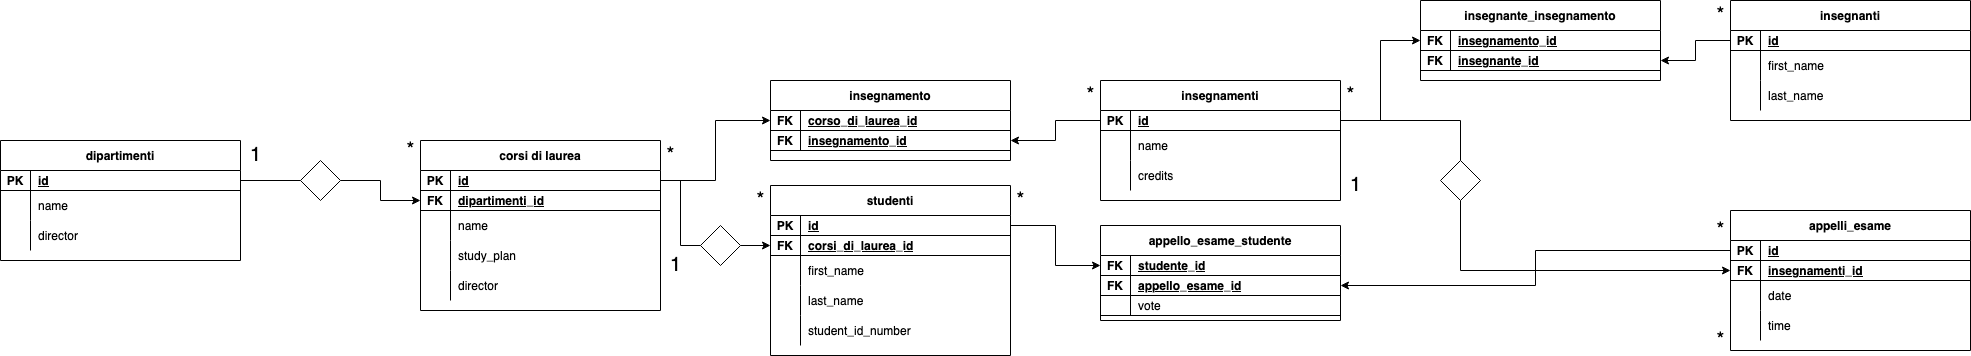 dipartimenti
PK id
name
director
1
*
corsi di laurea
PK id
FK dipartimenti_id
name
study_plan
director
*
1
insegnamento
FK corso_di_laurea_id
FK insegnamento_id
*
studenti
PK id
FK corsi_di_laurea_id
first_name
last_name
student_id_number
*
*
insegnamenti
PK id
name
credits
*
1
appello_esame_studente
FK studente_id
FK appello_esame_id
vote
insegnante_insegnamento
FK insegnamento_id
FK insegnante_id
*
insegnanti
PK id
first_name
last_name
*
appelli_esame
PK id
FK insegnamenti_id
date
time
*